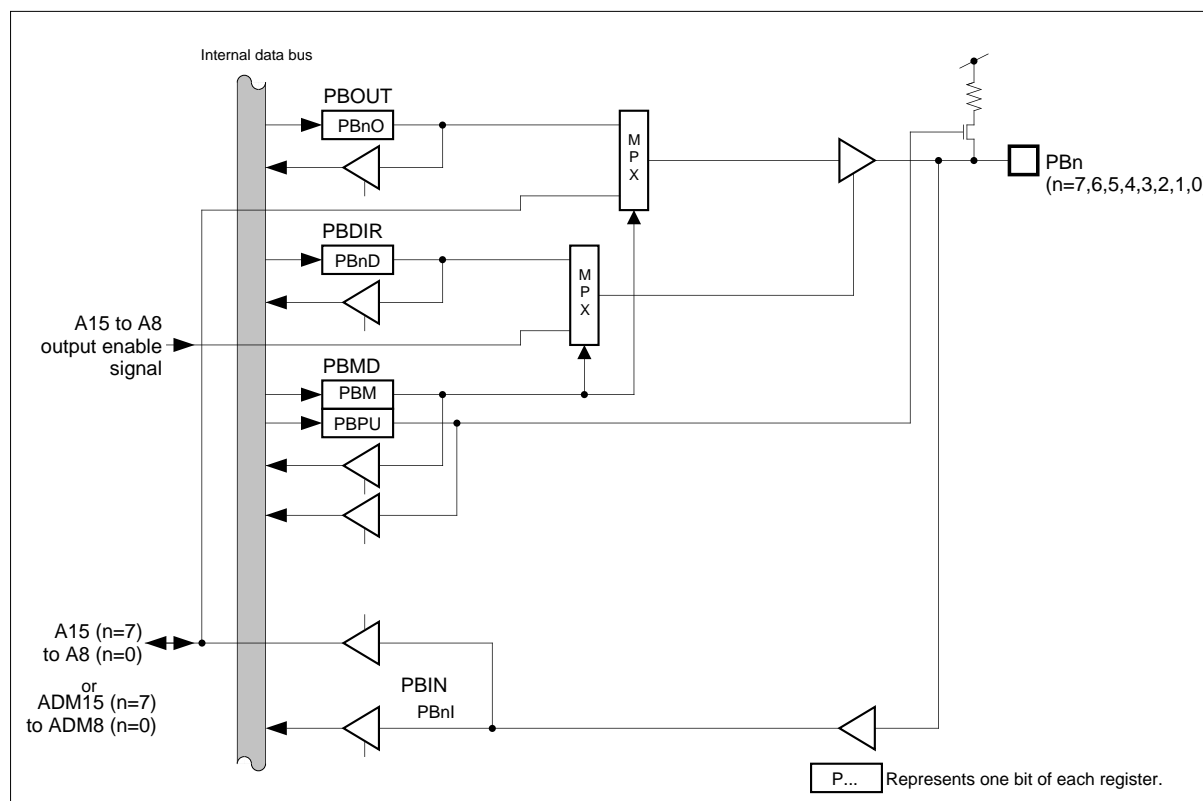 Internal data bus
PBOUT
PBnO
M
P
X
PBn
(n=7,6,5,4,3,2,1,0
PBDIR
PBnD
M
P
X
A15 to A8
output enable
signal
PBMD
PBM
PBPU
A15 (n=7)
to A8 (n=0)
or
ADM15 (n=7)
to ADM8 (n=0)
PBIN
PBnI
P... Represents one bit of each register.